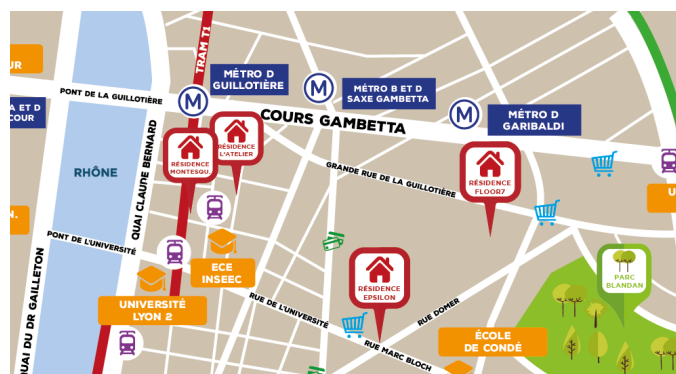 TRAM T1
UR
MÉTRO D
GUILLOTIÈRE
MÉTRO B ET D
SAXE GAMBETTA
MÉTRO D
GARIBALDI
PONT DE LA GUILLOTIÈRE
A ET D
COUR
M
M
M
COURS GAMBETTA
RÉSIDENCE
MONTESQU.
RÉSIDENCE
L'ATELIER
RÉSIDENCE
FLOOR7
GRANDE RUE DE LA GUILLOTIÈRE
RHÔNE
QUAI CLAUDE BERNARD
U
N.
PONT DE L'UNIVERSITÉ
QUAI DU DR GAILLETON
ECE
INSEEC
UNIVERSITÉ
LYON 2
RUE DE L'UNIVERSITÉ
RÉSIDENCE
EPSILON
RUE DOMER
RUE MARC BLOCH
ÉCOLE
DE CONDÉ
PARC
BLANDAN